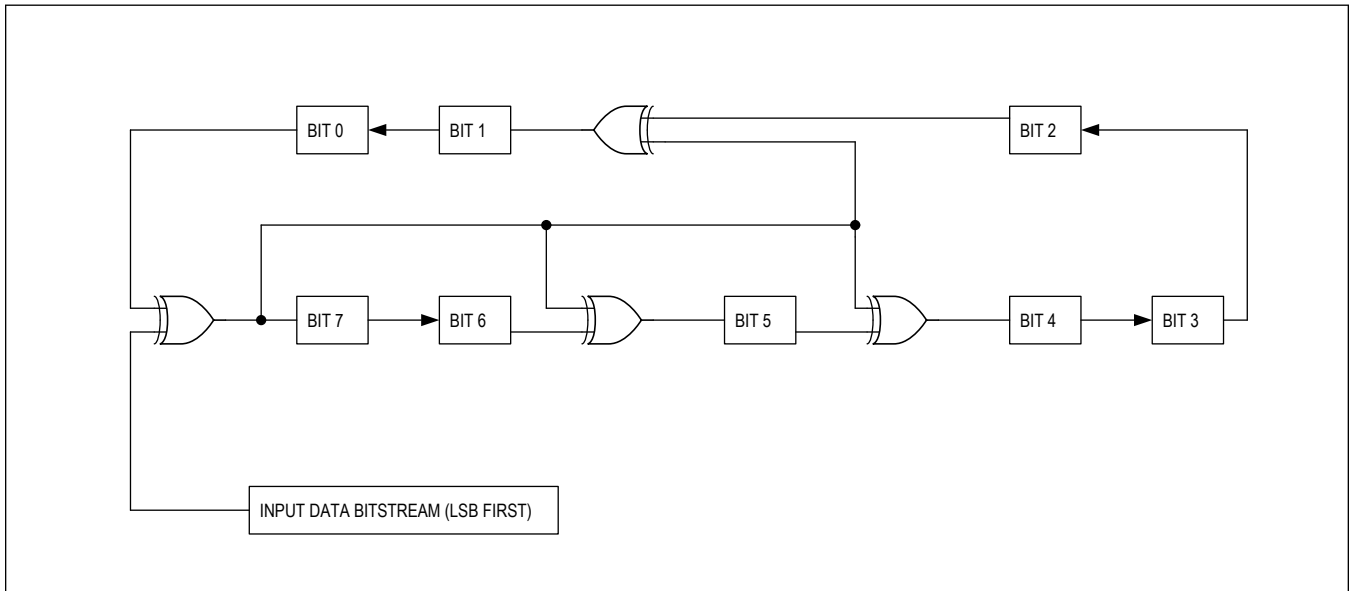 BIT 0
BIT 1
BIT 2
BIT 7
BIT 6
BIT 5
BIT 4
BIT 3
INPUT DATA BITSTREAM (LSB FIRST)